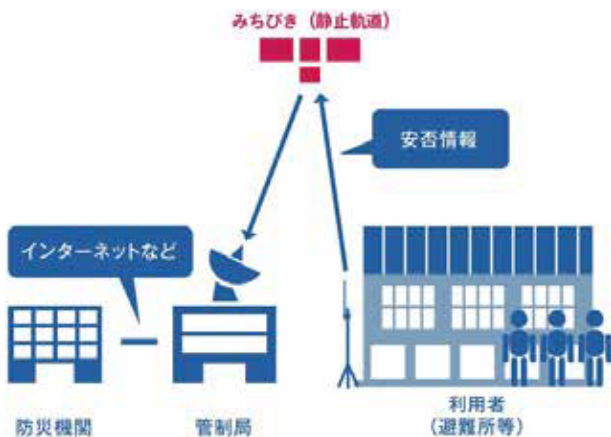 みちびき（静止軌道）
安否情報
インターネットなど
防災機関
管制局
利用者
（避難所等）